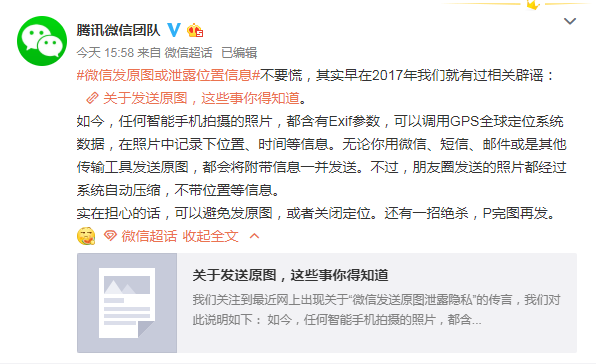 腾讯微信团队
今天 15:58 来自 微信超话 已编辑
#微信发原图或泄露位置信息#不要慌，其实早在2017年我们就有过相关辟谣：
关于发送原图，这些事你得知道。
如今，任何智能手机拍摄的照片，都含有Exif参数，可以调用GPS全球定位系统
数据，在照片中记录下位置、时间等信息。无论你用微信、短信、邮件或是其他
传输工具发送原图，都会将附带信息一并发送。不过，朋友圈发送的照片都经过
系统自动压缩，不带位置等信息。
实在担心的话，可以避免发原图，或者关闭定位。还有一招绝杀，P完图再发。
微信超话 收起全文
关于发送原图，这些事你得知道
我们关注到最近网上出现关于“微信发送原图泄露隐私”的传言，我们对
此说明如下： 如今，任何智能手机拍摄的照片，都含...